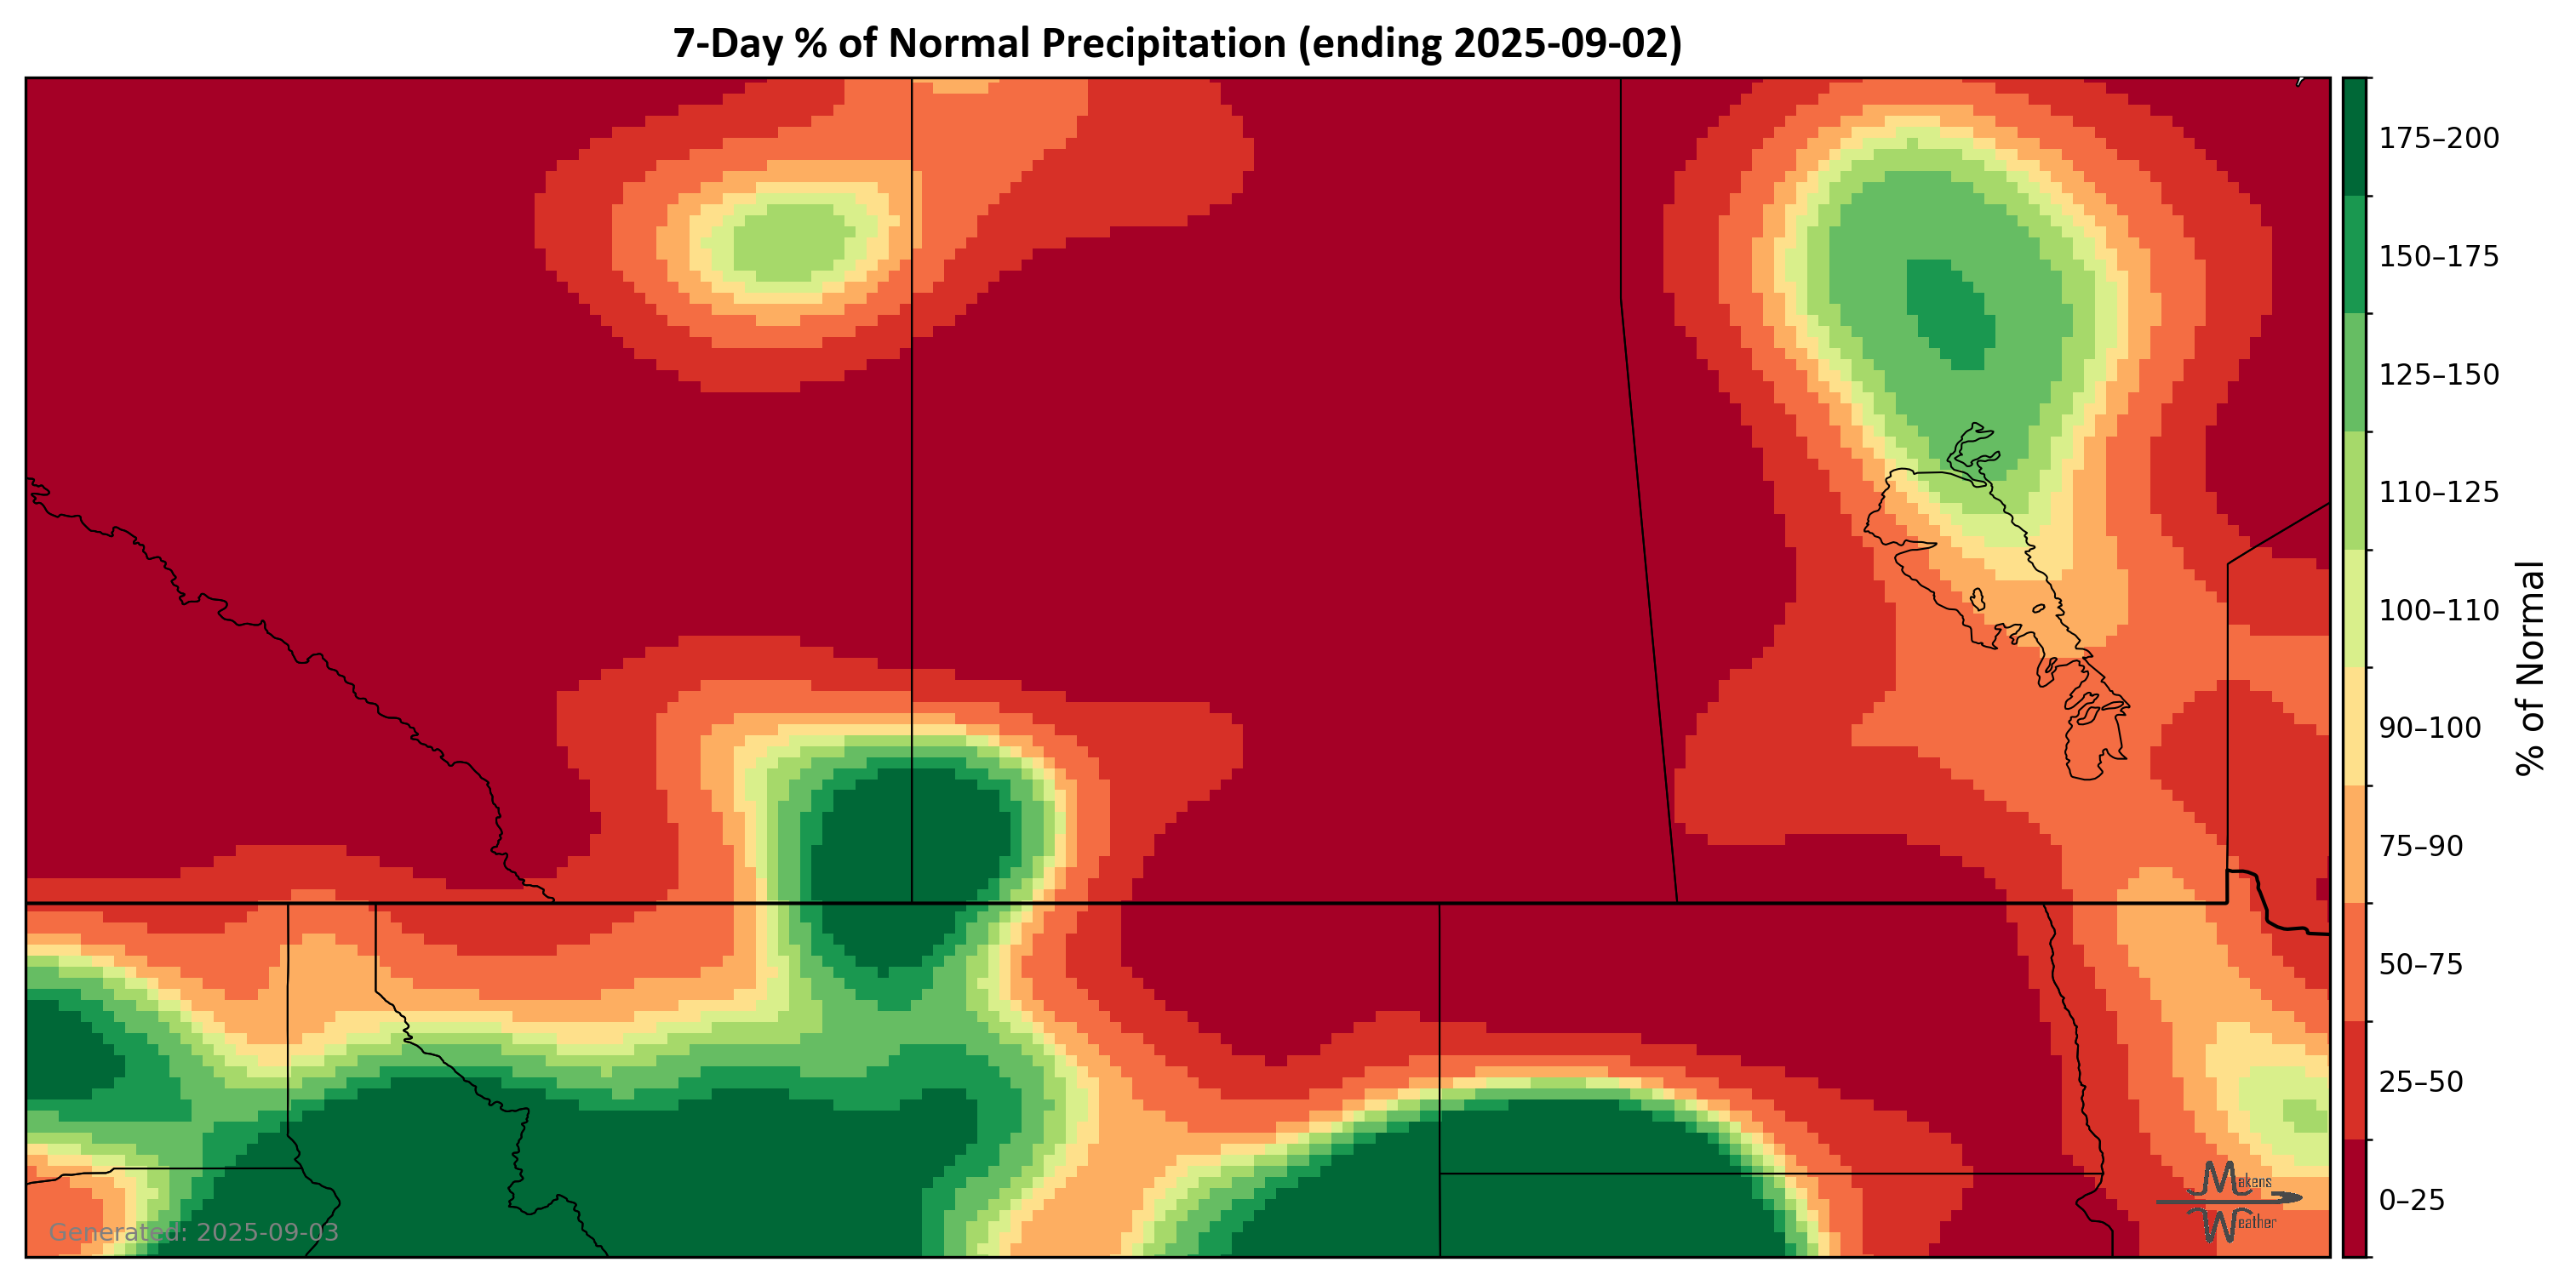 7-Day % of Normal Precipitation (ending 2025-09-02)
175–200
150–175
125–150
110–125
100–110
90–100
75–90
50–75
25–50
0–25
% of Normal
Makens
Weather
Generated: 2025-09-03